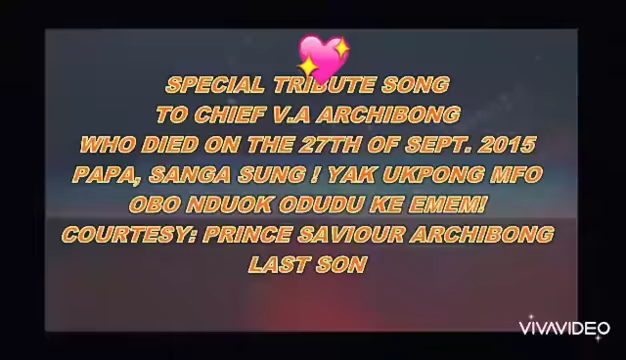 SPECIAL TRIBUTE SONG
TO CHIEF V.A ARCHIBONG
WHO DIED ON THE 27TH OF SEPT. 2015
PAPA, SANGA SUNG ! YAK UKPONG MFO
OBO NDUOK ODUDU KE EMEM!
COURTESY: PRINCE SAVIOUR ARCHIBONG
LAST SON
VIVAVIDEO